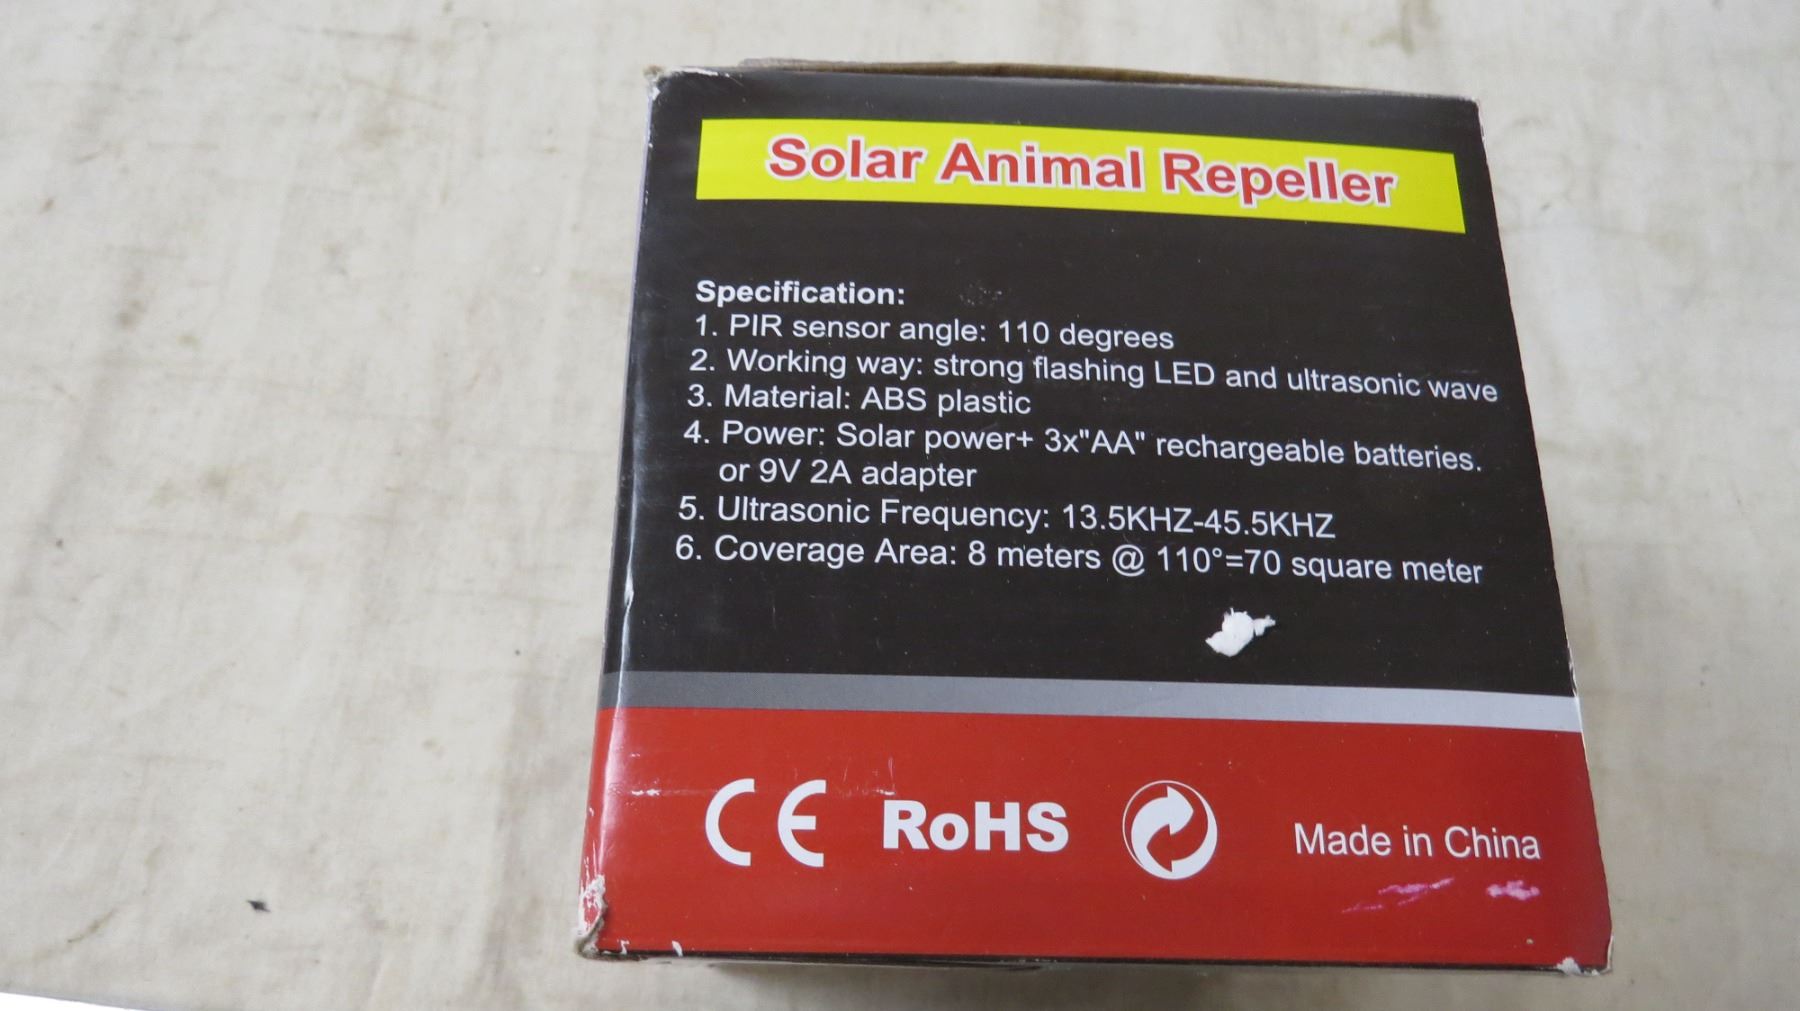 Solar Animal Repeller
Specification:
1. PIR sensor angle: 110 degrees
2. Working way: strong flashing LED and ultrasonic wave
3. Material: ABS plastic
4. Power: Solar power+ 3x"AA" rechargeable batteries.
or 9V 2A adapter
5. Ultrasonic Frequency: 13.5KHZ-45.5KHZ
6. Coverage Area: 8 meters @ 110°=70 square meter
CE RoHS Made in China